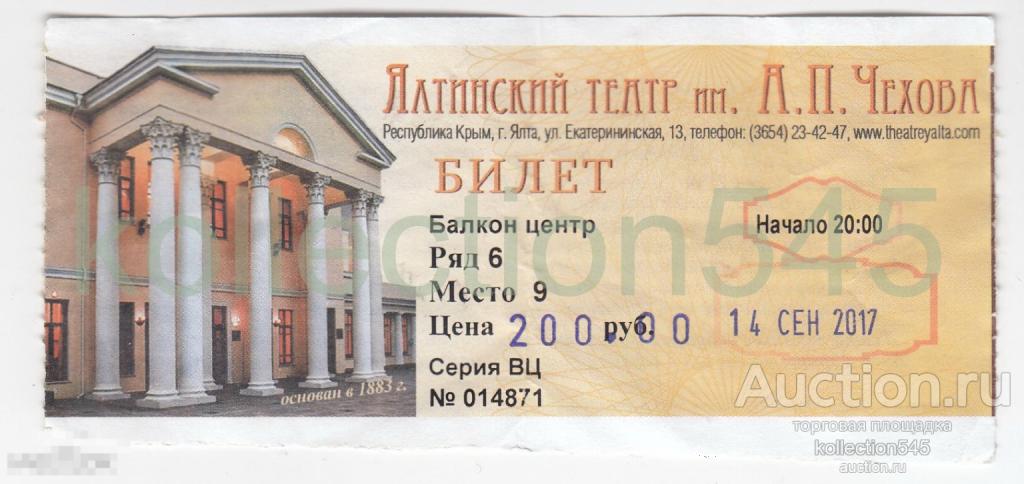 Ялтинский театр им. А.П. Чехова
Республика Крым, г. Ялта, ул. Екатерининская, 13, телефон: (3654) 23-42-47, www.theatreyalta.com
БИЛЕТ
Балкон центр
Начало 20:00
Ряд 6
Место 9
Цена 200.00 руб.
14 СЕН 2017
Серия ВЦ
№ 014871
основан в 1883 г.
kollection545
Auction.ru
торговая площадка
kollection545
auction.ru